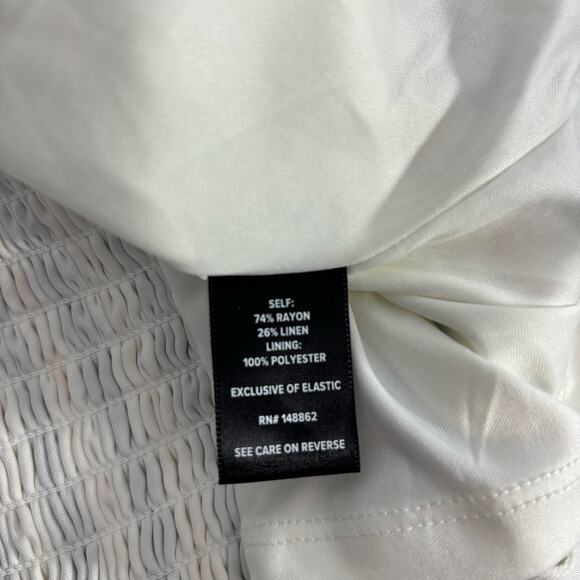 SELF:
74% RAYON
26% LINEN
LINING:
100% POLYESTER
EXCLUSIVE OF ELASTIC
RN# 148862
SEE CARE ON REVERSE